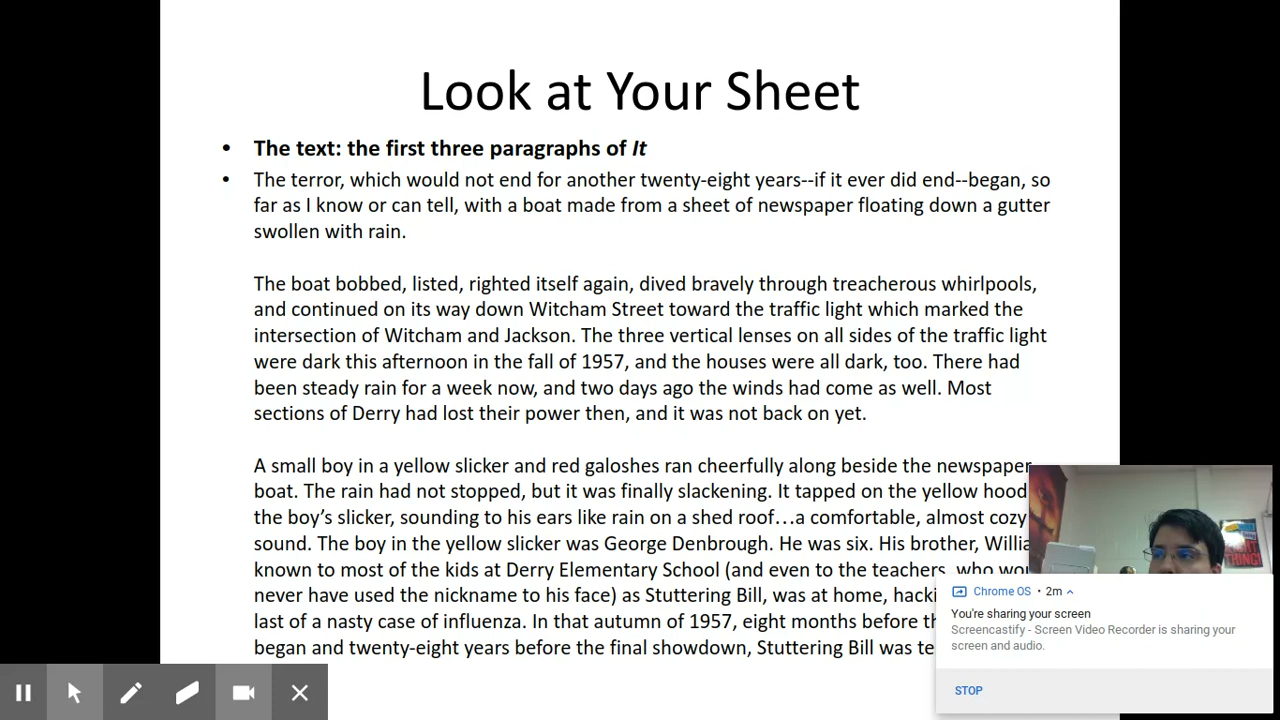 Look at Your Sheet
• The text: the first three paragraphs of It
• The terror, which would not end for another twenty-eight years--if it ever did end--began, so
far as I know or can tell, with a boat made from a sheet of newspaper floating down a gutter
swollen with rain.
The boat bobbed, listed, righted itself again, dived bravely through treacherous whirlpools,
and continued on its way down Witcham Street toward the traffic light which marked the
intersection of Witcham and Jackson. The three vertical lenses on all sides of the traffic light
were dark this afternoon in the fall of 1957, and the houses were all dark, too. There had
been steady rain for a week now, and two days ago the winds had come as well. Most
sections of Derry had lost their power then, and it was not back on yet.
A small boy in a yellow slicker and red galoshes ran cheerfully along beside the newspaper
boat. The rain had not stopped, but it was finally slackening. It tapped on the yellow hood
the boy's slicker, sounding to his ears like rain on a shed roof…a comfortable, almost cozy
sound. The boy in the yellow slicker was George Denbrough. He was six. His brother,
known to most of the kids at Derry Elementary School (and even to the teachers, who
never have used the nickname to his face) as Stuttering Bill, was at home,
last of a nasty case of influenza. In that autumn of 1957, eight months before
began and twenty-eight years before the final showdown, Stuttering Bill was
THING!
Chrome OS • 2m
You're sharing your screen
Screencastify - Screen Video Recorder is sharing your
screen and audio.
STOP